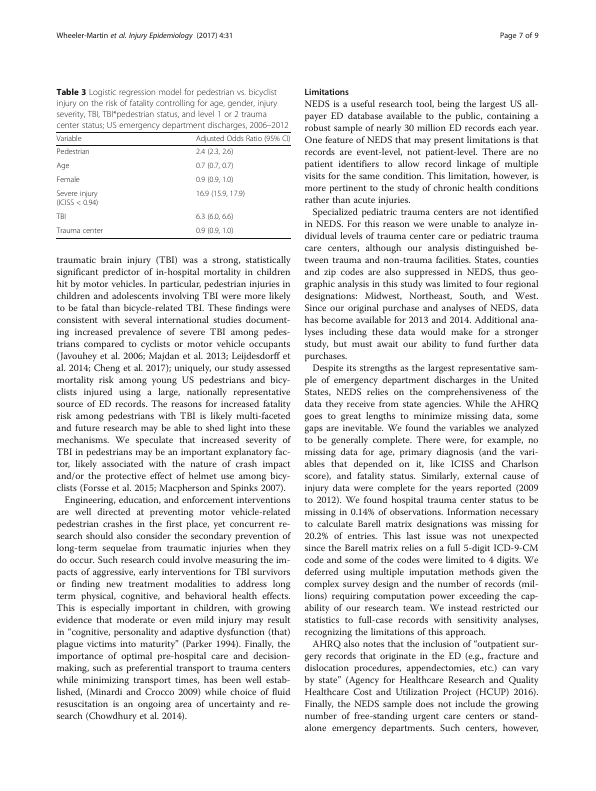 Wheeler-Martin et al. Injury Epidemiology (2017) 4:31
Page 7 of 9
Table 3 Logistic regression model for pedestrian vs. bicyclist
injury on the risk of fatality controlling for age, gender, injury
severity; TBI, TBI*pedestrian status, and level 1 or 2 trauma
center status; US emergency department discharges, 2006–2012
Variable Adjusted Odds Ratio (95% CI)
Pedestrian 2.4 (2.3, 2.6)
Age 0.7 (0.7, 0.7)
Female 0.9 (0.9, 1.0)
Severe injury 16.9 (15.9, 17.9)
(ICISS < 0.94)
TBI 6.3 (6.0, 6.6)
Trauma center 0.9 (0.9, 1.0)
traumatic brain injury (TBI) was a strong, statistically
significant predictor of in-hospital mortality in children
hit by motor vehicles. In particular, pedestrian injuries in
children and adolescents involving TBI were more likely
to be fatal than bicycle-related TBI. These findings were
consistent with several international studies document-
ing increased prevalence of severe TBI among pedes-
trians compared to cyclists or motor vehicle occupants
(Javouhey et al. 2006; Majdan et al. 2013; Leijdesdorff et
al. 2014; Cheng et al. 2017); uniquely, our study assessed
mortality risk among young US pedestrians and bicy-
clists injured using a large, nationally representative
source of ED records. The reasons for increased fatality
risk among pedestrians with TBI is likely multi-faceted
and future research may be able to shed light into these
mechanisms. We speculate that increased severity of
TBI in pedestrians may be an important explanatory fac-
tor, likely associated with the nature of crash impact
and/or the protective effect of helmet use among bicy-
clists (Forsse et al. 2015; Macpherson and Spinks 2007).
Engineering, education, and enforcement interventions
are well directed at preventing motor vehicle-related
pedestrian crashes in the first place, yet concurrent re-
search should also consider the secondary prevention of
long-term sequelae from traumatic injuries when they
do occur. Such research could involve measuring the im-
pacts of aggressive, early interventions for TBI survivors
or finding new treatment modalities to address long
term physical, cognitive, and behavioral health effects.
This is especially important in children, with growing
evidence that moderate or even mild injury may result
in “cognitive, personality and adaptive dysfunction (that)
plague victims into maturity” (Parker 1994). Finally, the
importance of optimal pre-hospital care and decision-
making, such as preferential transport to trauma centers
while minimizing transport times, has been well estab-
lished, (Minardi and Crocco 2009) while choice of fluid
resuscitation is an ongoing area of uncertainty and re-
search (Chowdhury et al. 2014).
Limitations
NEDS is a useful research tool, being the largest US all-
payer ED database available to the public, containing a
robust sample of nearly 30 million ED records each year.
One feature of NEDS that may present limitations is that
records are event-level, not patient-level. There are no
patient identifiers to allow record linkage of multiple
visits for the same condition. This limitation, however, is
more pertinent to the study of chronic health conditions
rather than acute injuries.
Specialized pediatric trauma centers are not identified
in NEDS. For this reason we were unable to analyze in-
dividual levels of trauma center care or pediatric trauma
care centers, although our analysis distinguished be-
tween trauma and non-trauma facilities. States, counties
and zip codes are also suppressed in NEDS, thus geo-
graphic analysis in this study was limited to four regional
designations: Midwest, Northeast, South, and West.
Since our original purchase and analyses of NEDS, data
has become available for 2013 and 2014. Additional ana-
lyses including these data would make for a stronger
study, but must await our ability to fund further data
purchases.
Despite its strengths as the largest representative sam-
ple of emergency department discharges in the United
States, NEDS relies on the comprehensiveness of the
data they receive from state agencies. While the AHRQ
goes to great lengths to minimize missing data, some
gaps are inevitable. We found the variables we analyzed
to be generally complete. There were, for example, no
missing data for age, primary diagnosis (and the vari-
ables that depended on it, like ICISS and Charlson
score), and fatality status. Similarly, external cause of
injury data were complete for the years reported (2009
to 2012). We found hospital trauma center status to be
missing in 0.14% of observations. Information necessary
to calculate Barell matrix designations was missing for
20.2% of entries. This last issue was not unexpected
since the Barell matrix relies on a full 5-digit ICD-9-CM
code and some of the codes were limited to 4 digits. We
deferred using multiple imputation methods given the
complex survey design and the number of records (mil-
lions) requiring computation power exceeding the cap-
ability of our research team. We instead restricted our
statistics to full-case records with sensitivity analyses,
recognizing the limitations of this approach.
AHRQ also notes that the inclusion of “outpatient sur-
gery records that originate in the ED (e.g., fracture and
dislocation procedures, appendectomies, etc.) can vary
by state” (Agency for Healthcare Research and Quality
Healthcare Cost and Utilization Project (HCUP) 2016).
Finally, the NEDS sample does not include the growing
number of free-standing urgent care centers or stand-
alone emergency departments. Such centers, however,